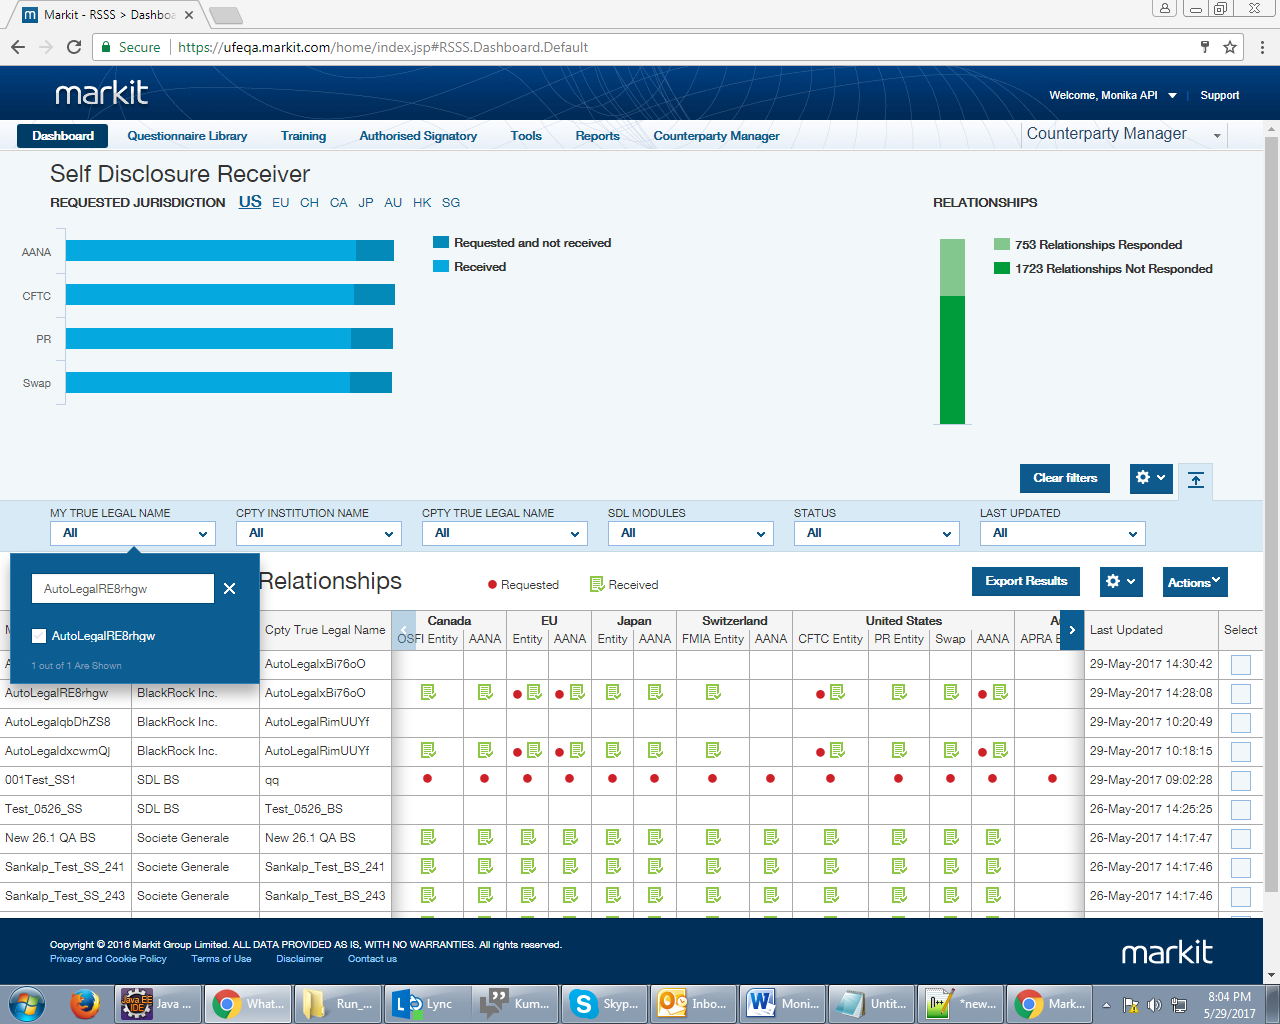 Markit - RSSS > Dashbo
Secure https://ufeqa.markit.com/home/index.jsp#RSSS.Dashboard.Default
markit
Welcome, Monika API Support
Dashboard Questionnaire Library Training Authorised Signatory Tools Reports Counterparty Manager Counterparty Manager
Self Disclosure Receiver
REQUESTED JURISDICTION US EU CH CA JP AU HK SG
RELATIONSHIPS
AANA
CFTC
PR
Swap
Requested and not received
Received
753 Relationships Responded
1723 Relationships Not Responded
Clear filters
MY TRUE LEGAL NAME CPTY INSTITUTION NAME CPTY TRUE LEGAL NAME SDL MODULES STATUS LAST UPDATED
All All All All All All
AutoLegalRE8rhgw
AutoLegalRE8rhgw
1 out of 1 Are Shown
Relationships Requested Received Export Results Actions
Canada EU Japan Switzerland United States
Cpty True Legal Name OSFI Entity AANA Entity AANA Entity AANA FMIA Entity AANA CFTC Entity PR Entity Swap AANA APRA E Last Updated Select
AutoLegalxBi76oO 29-May-2017 14:30:42
AutoLegalRE8rhgw BlackRock Inc. AutoLegalxBi76oO 29-May-2017 14:28:08
AutoLegalqbDhZS8 BlackRock Inc. AutoLegalRimUUYf 29-May-2017 10:20:49
AutoLegaldxcwmQj BlackRock Inc. AutoLegalRimUUYf 29-May-2017 10:18:15
001Test_SS1 SDL BS qq 29-May-2017 09:02:28
Test_0526_SS SDL BS Test_0526_BS 26-May-2017 14:25:25
New 26.1 QA BS Societe Generale New 26.1 QA BS 26-May-2017 14:17:47
Sankalp_Test_SS_241 Societe Generale Sankalp_Test_BS_241 26-May-2017 14:17:46
Sankalp_Test_SS_243 Societe Generale Sankalp_Test_BS_243 26-May-2017 14:17:46
Copyright © 2016 Markit Group Limited. ALL DATA PROVIDED AS IS, WITH NO WARRANTIES. All rights reserved.
Privacy and Cookie Policy Terms of Use Disclaimer Contact us
markit
Java ... What... Run_... Lync Kum... Skyp... Inbo... Moni... Untit... *new... Mark... 8:04 PM
5/29/2017